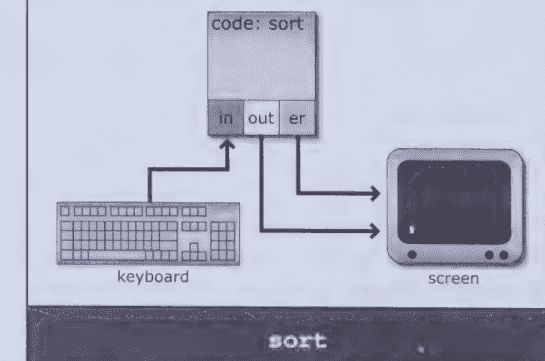 code: sort
in out er
keyboard
screen
sort